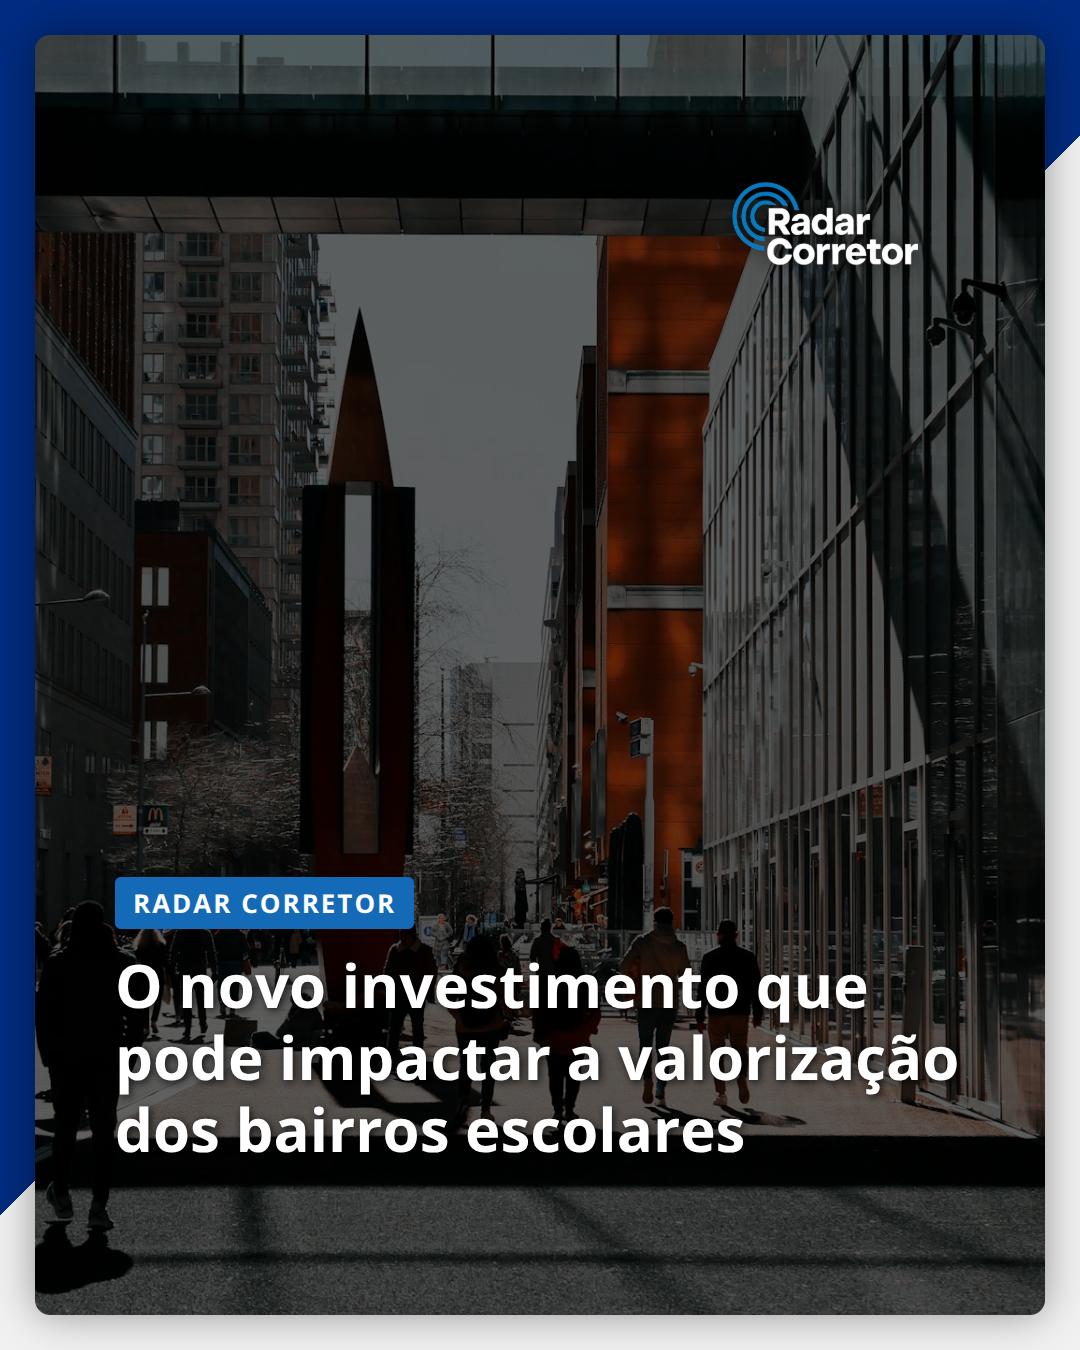 Radar
Corretor
RADAR CORRETOR
O novo investimento que
pode impactar a valorização
dos bairros escolares